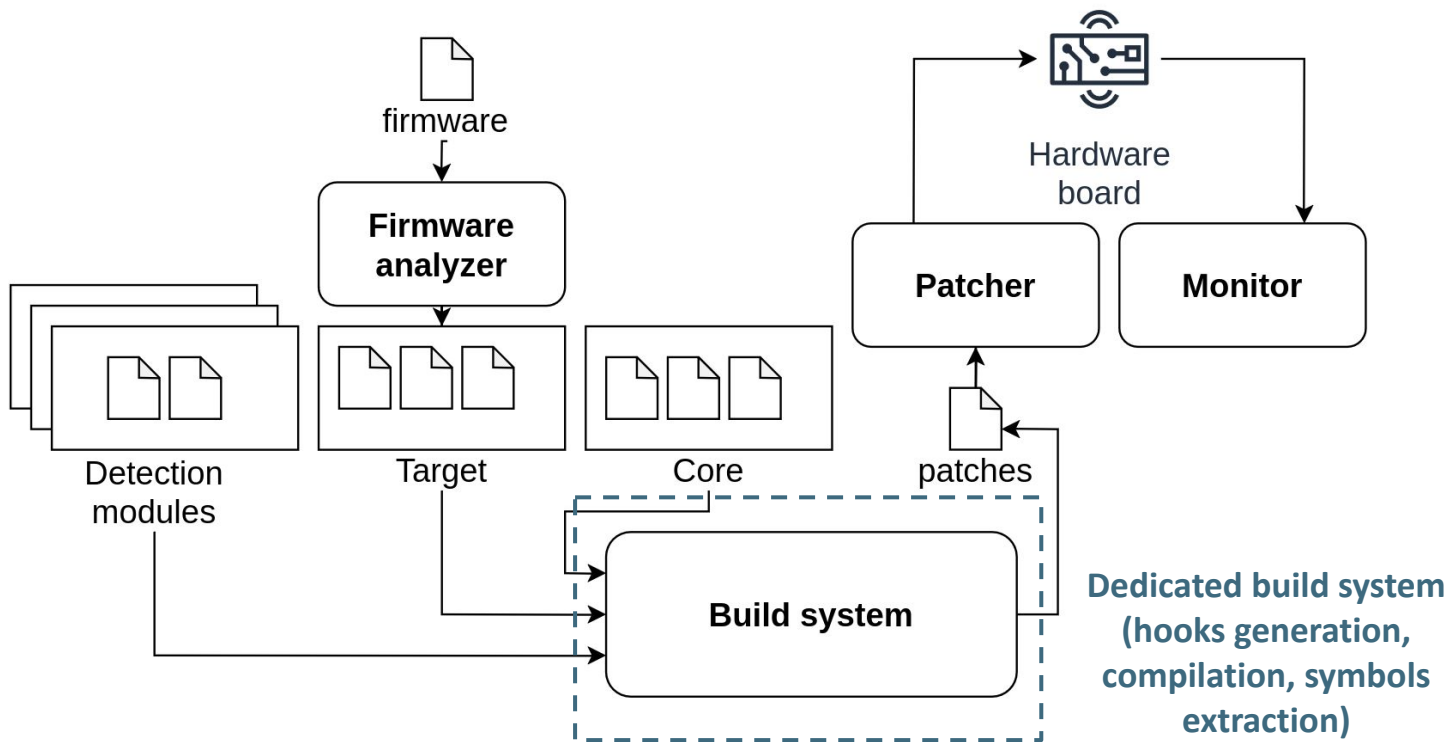 firmware
Firmware
analyzer
Hardware
board
Patcher
Monitor
Detection
modules
Target
Core
patches
Build system
Dedicated build system
(hooks generation,
compilation, symbols
extraction)